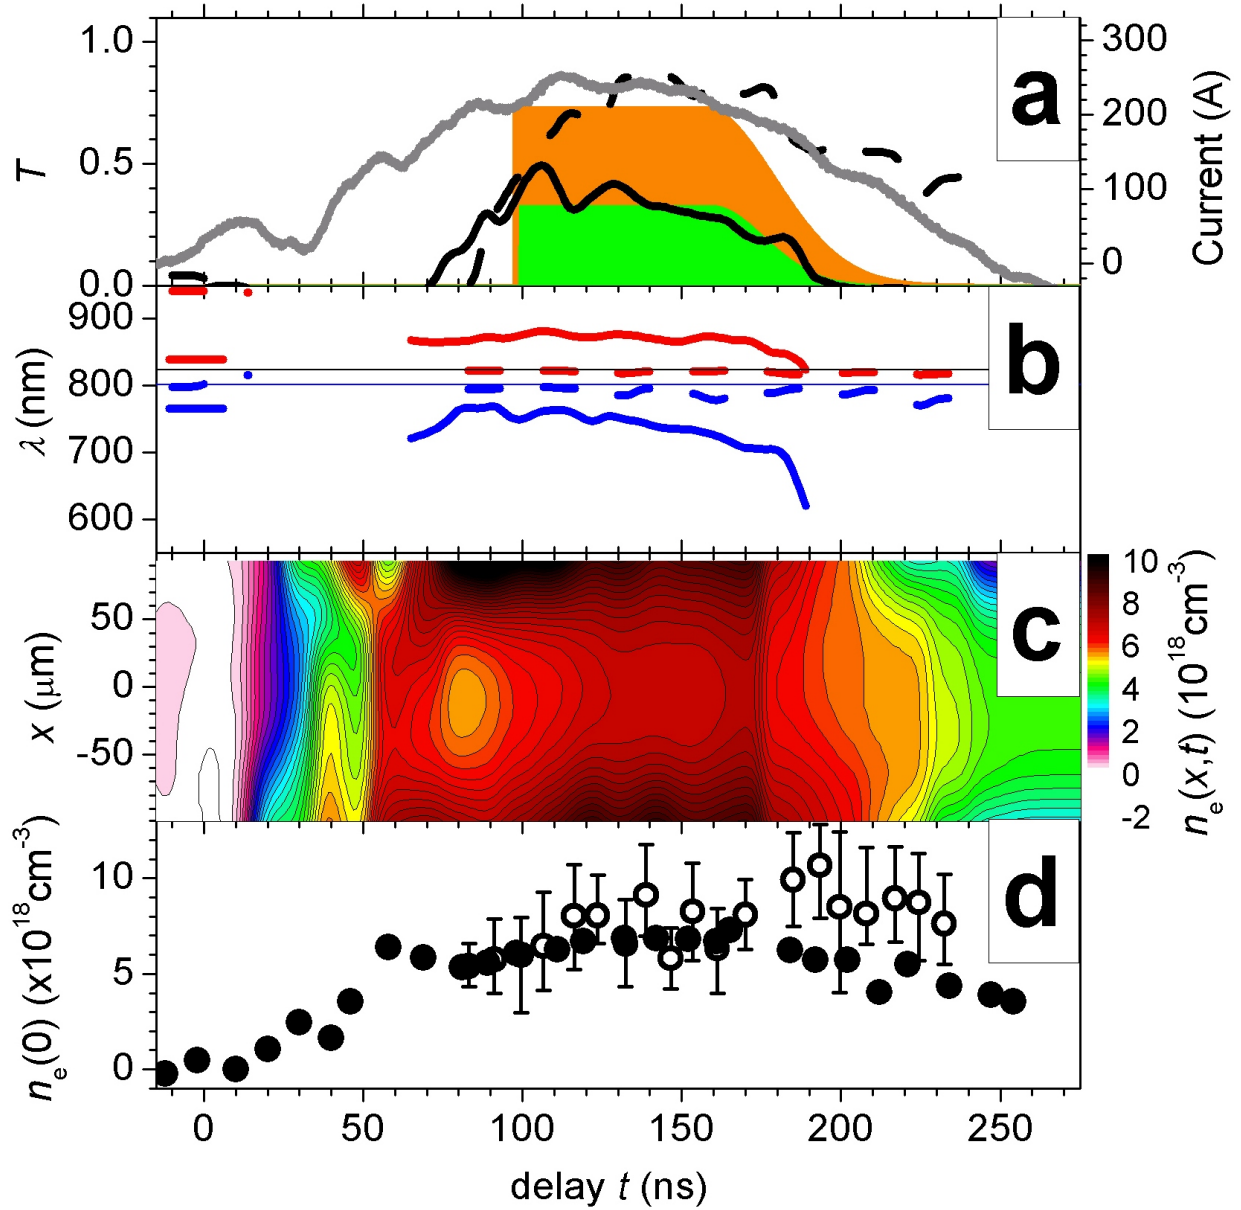 a
1.0
0.5
0.0
T
300
200
100
0
Current (A)
b
900
800
700
600
λ (nm)
c
50
0
-50
x (μm)
10
8
6
4
2
0
-2
nₑ(x,t) (10¹⁸cm⁻³)
d
10
5
0
nₑ(0) (x10¹⁸cm⁻³)
0 50 100 150 200 250
delay t (ns)